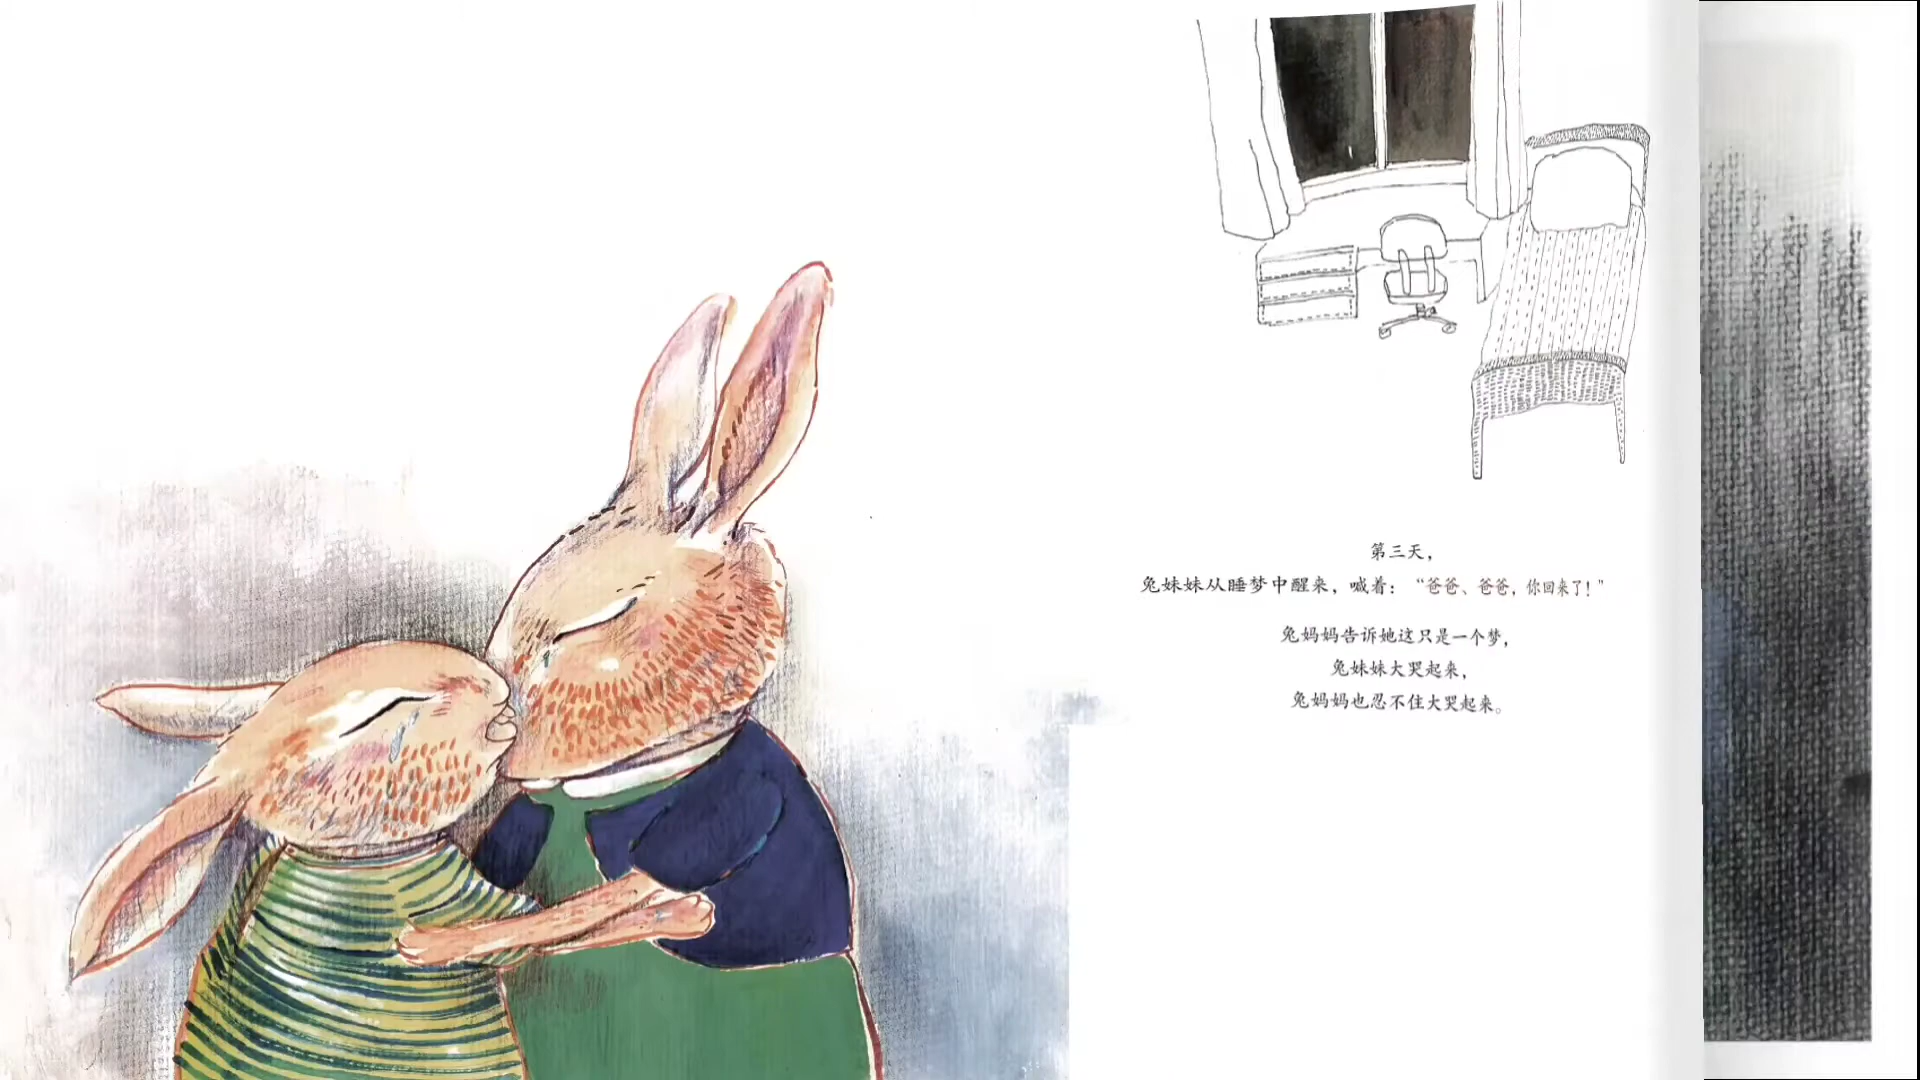 第三天，
兔妹妹从睡梦中醒来，喊着：“爸爸、爸爸，你回来了！”
兔妈妈告诉她这只是一个梦，
兔妹妹大哭起来，
兔妈妈也忍不住大哭起来。